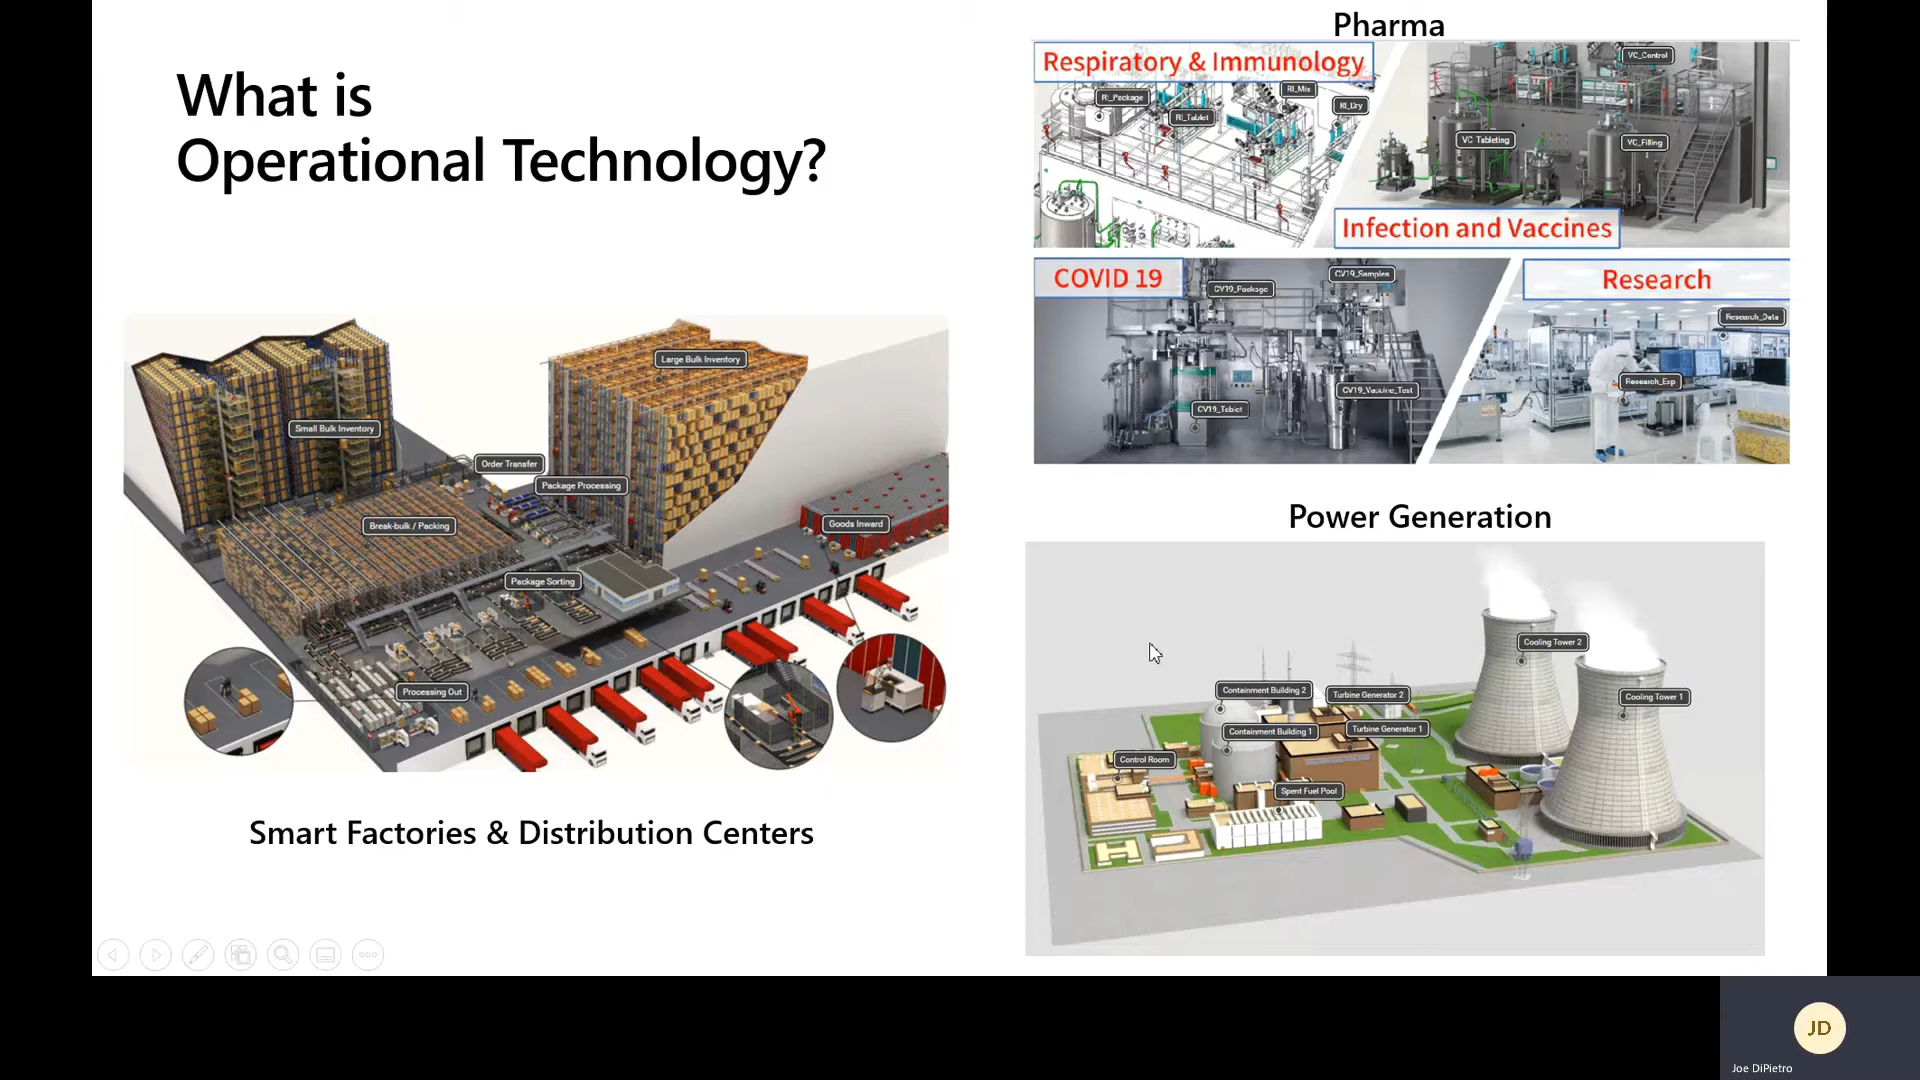 What is
Operational Technology?
Large Bulk Inventory
Small Bulk Inventory
Order Transfer
Package Processing
Break-bulk / Packing
Goods Inward
Package Sorting
Processing Out
Smart Factories & Distribution Centers
Pharma
Respiratory & Immunology
RI_Package
RI_Tablet
RI_Mix
RI_Dry
VC_Control
VC_Tableting
VC_Filling
Infection and Vaccines
COVID 19
CV19_Package
CV19_Samples
CV19_Vaccine_Test
CV19_Tablet
Research
Research_Data
Research_Exp
Power Generation
Cooling Tower 2
Cooling Tower 1
Containment Building 2
Turbine Generator 2
Containment Building 1
Turbine Generator 1
Control Room
Spent Fuel Pool
JD
Joe DiPietro